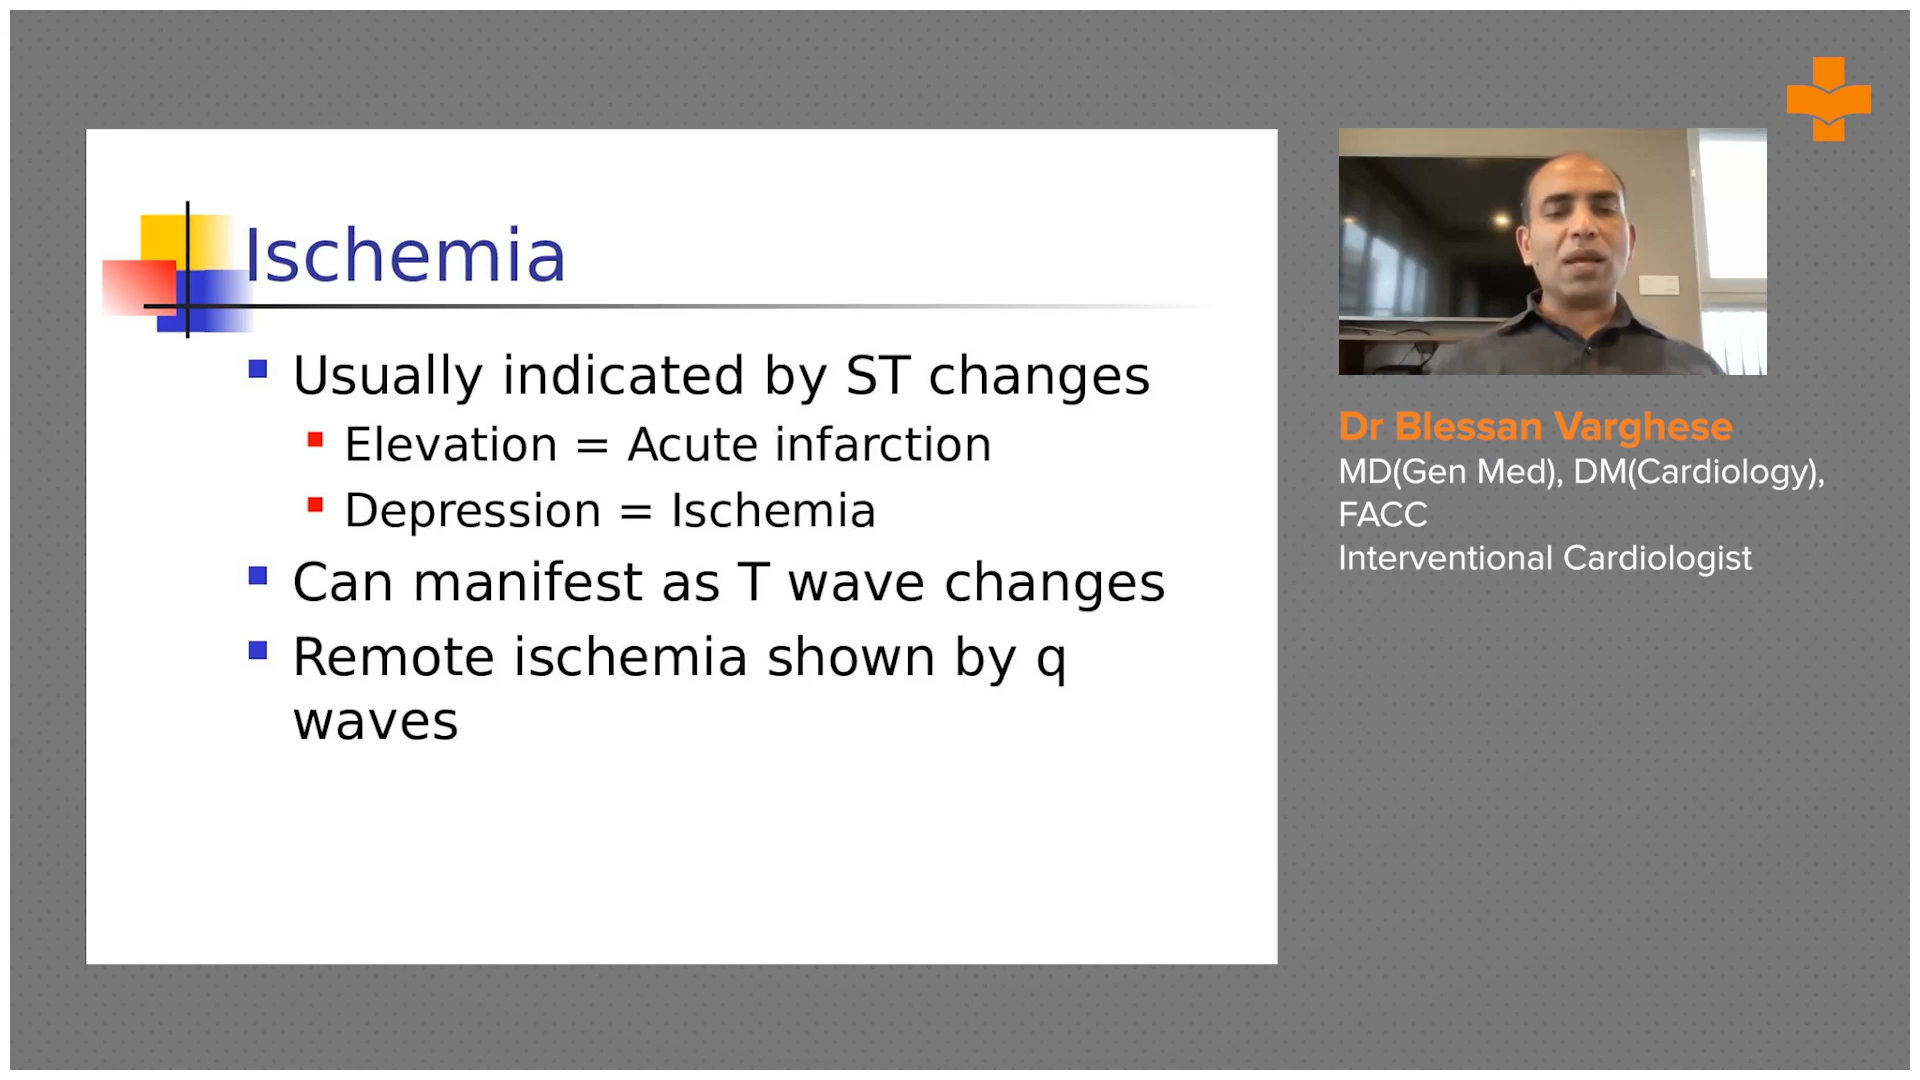 Ischemia
Usually indicated by ST changes
Elevation = Acute infarction
Depression = Ischemia
Can manifest as T wave changes
Remote ischemia shown by q
waves
Dr Blessan Varghese
MD(Gen Med), DM(Cardiology),
FACC
Interventional Cardiologist